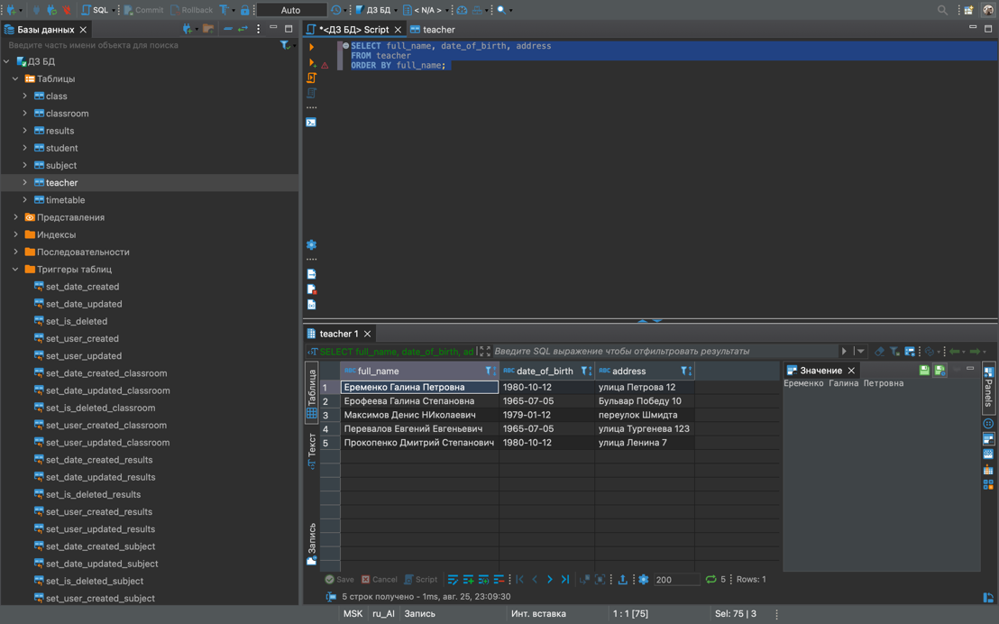 SQL Commit Rollback T Auto ДЗ БД < N/A >
Базы данных
Введите часть имени объекта для поиска
ДЗ БД
Таблицы
class
classroom
results
student
subject
teacher
timetable
Представления
Индексы
Последовательности
Триггеры таблиц
set_date_created
set_date_updated
set_is_deleted
set_user_created
set_user_updated
set_date_created_classroom
set_date_updated_classroom
set_is_deleted_classroom
set_user_created_classroom
set_user_updated_classroom
set_date_created_results
set_date_updated_results
set_is_deleted_results
set_user_created_results
set_user_updated_results
set_date_created_subject
set_date_updated_subject
set_is_deleted_subject
set_user_created_subject
*<ДЗ БД> Script teacher
SELECT full_name, date_of_birth, address
FROM teacher
ORDER BY full_name;
teacher 1
SELECT full_name, date_of_birth, ad Введите SQL выражение чтобы отфильтровать результаты
Таблица
Текст
Запись
ABC full_name ABC date_of_birth ABC address
1 Еременко Галина Петровна 1980-10-12 улица Петрова 12
2 Ерофеева Галина Степановна 1965-07-05 Бульвар Победу 10
3 Максимов Денис НИколаевич 1979-01-12 переулок Шмидта
4 Перевалов Евгений Евгеньевич 1965-07-05 улица Тургенева 123
5 Прокопенко Дмитрий Степанович 1980-10-12 улица Ленина 7
Значение
Еременко Галина Петровна
Panels
Save Cancel Script 200 5 Rows: 1
5 строк получено - 1ms, авг. 25, 23:09:30
MSK ru_AI Запись Инт. вставка 1 : 1 [75] Sel: 75 | 3